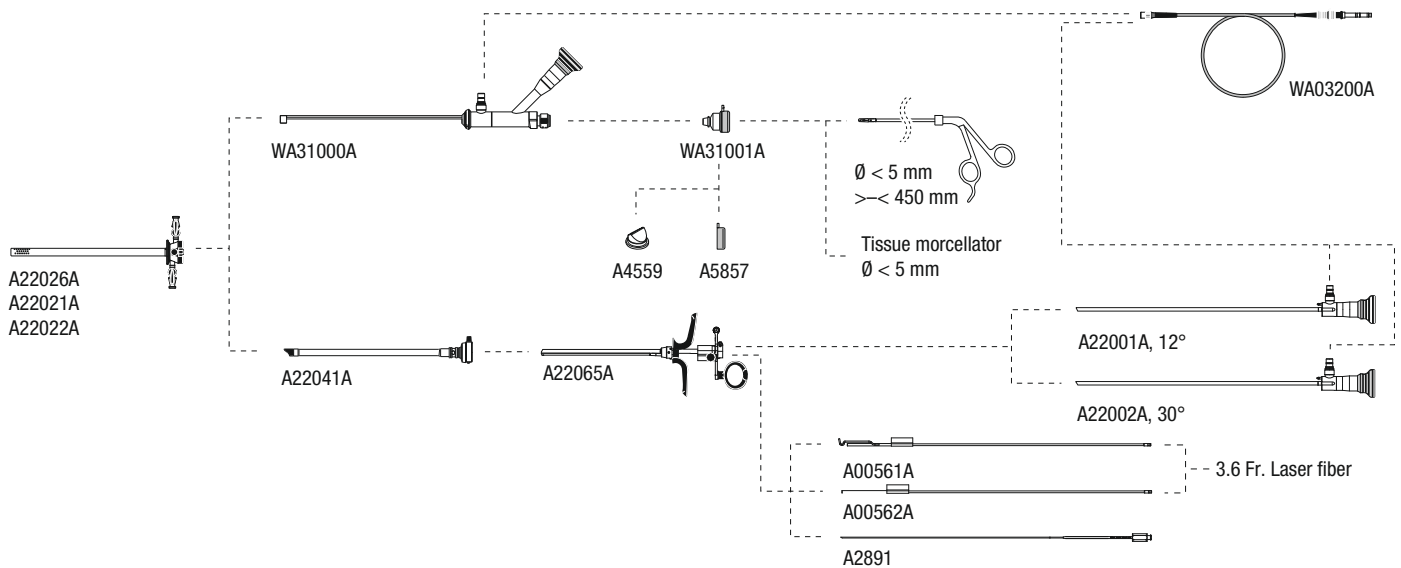 WA03200A
WA31000A
WA31001A
Ø < 5 mm
>–< 450 mm
Tissue morcellator
Ø < 5 mm
A4559
A5857
A22026A
A22021A
A22022A
A22041A
A22065A
A22001A, 12°
A22002A, 30°
A00561A
3.6 Fr. Laser fiber
A00562A
A2891